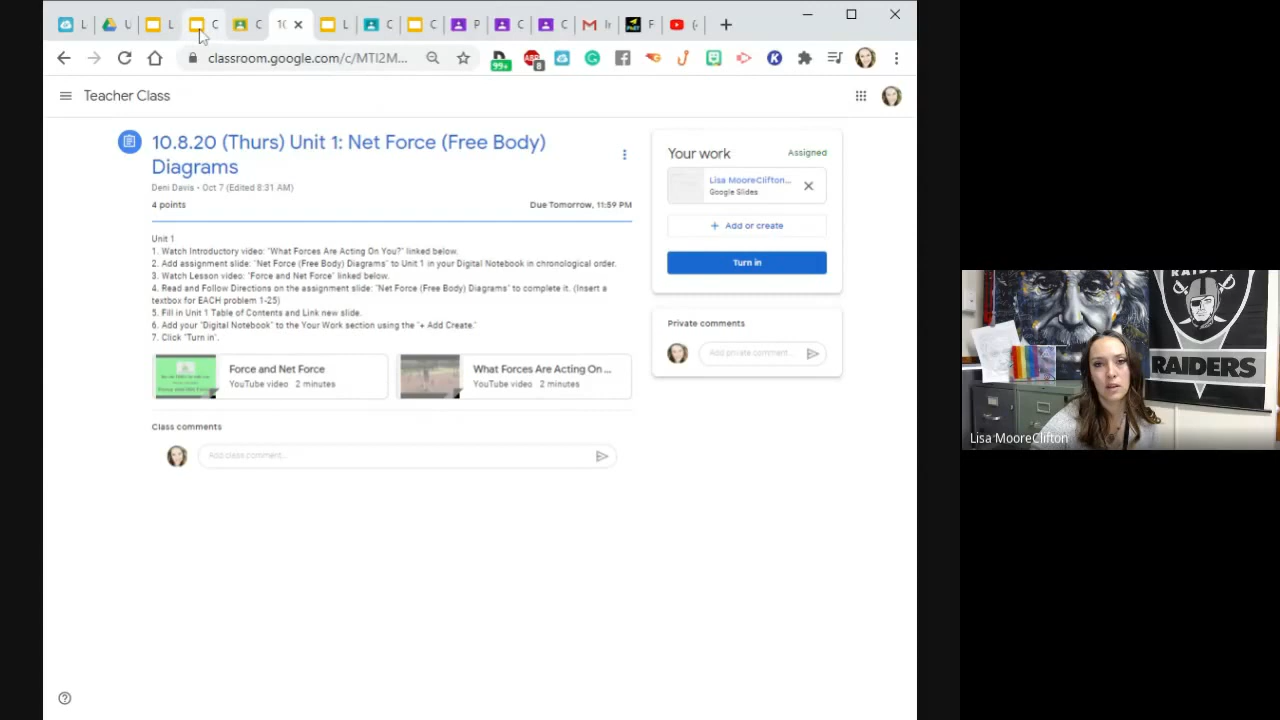 L
U
L
C
C
10
L
C
C
P
C
C
Ir
F
(
classroom.google.com/c/MTI2M...
99+
ABP
8
Teacher Class
10.8.20 (Thurs) Unit 1: Net Force (Free Body)
Diagrams
Deni Davis • Oct 7 (Edited 8:31 AM)
4 points
Due Tomorrow, 11:59 PM
Unit 1
1. Watch Introductory video: "What Forces Are Acting On You?" linked below.
2. Add assignment slide: "Net Force (Free Body) Diagrams" to Unit 1 in your Digital Notebook in chronological order.
3. Watch Lesson video: "Force and Net Force" linked below.
4. Read and Follow Directions on the assignment slide: "Net Force (Free Body) Diagrams" to complete it. (Insert a
textbox for EACH problem 1-25)
5. Fill in Unit 1 Table of Contents and Link new slide.
6. Add your "Digital Notebook" to the Your Work section using the "+ Add Create."
7. Click "Turn in".
Force and Net Force
YouTube video 2 minutes
What Forces Are Acting On ...
YouTube video 2 minutes
Class comments
Add class comment...
Your work
Assigned
Lisa MooreClifton...
Google Slides
+ Add or create
Turn in
Private comments
Add private comment...
RAIDERS
RAIDERS
Lisa MooreClifton